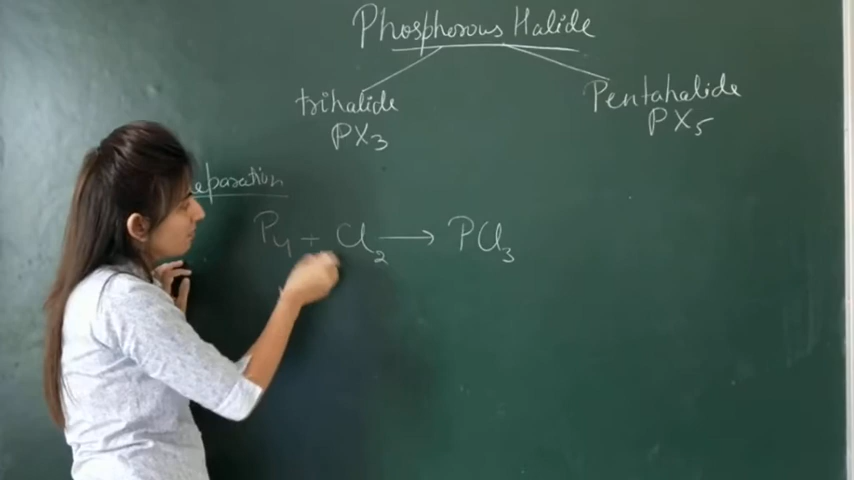 Phosphorous Halide
trihalide Pentahalide
PX3 PX5
eparation
P4 + Cl2 → PCl3